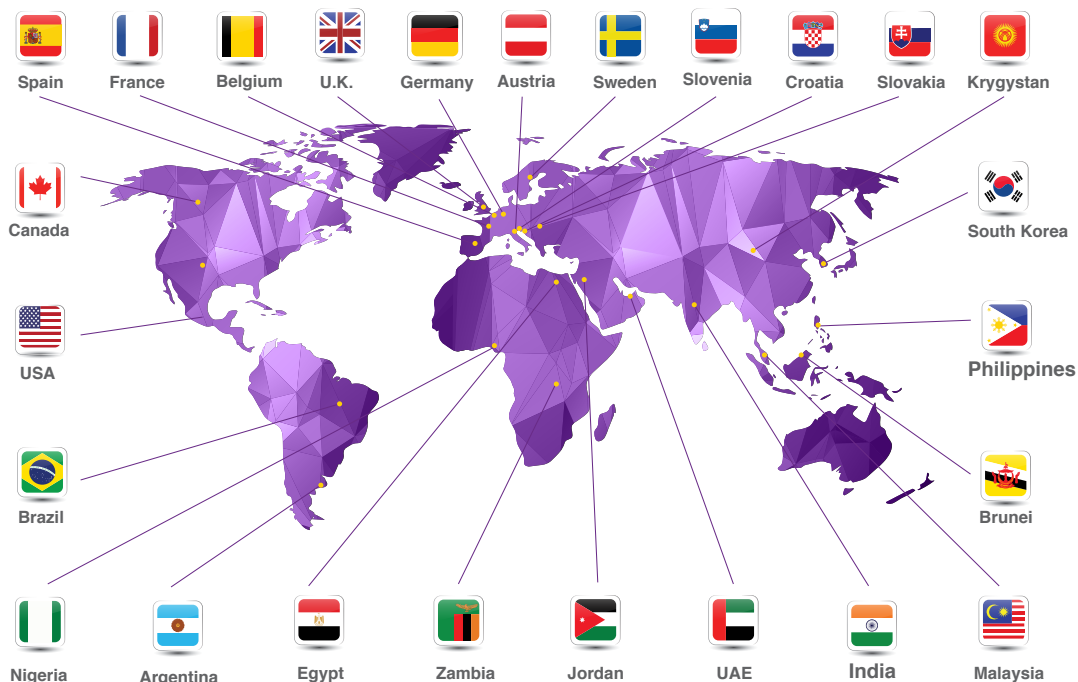 Spain
France
Belgium
U.K.
Germany
Austria
Sweden
Slovenia
Croatia
Slovakia
Krygystan
Canada
South Korea
USA
Philippines
Brazil
Brunei
Nigeria
Argentina
Egypt
Zambia
Jordan
UAE
India
Malaysia